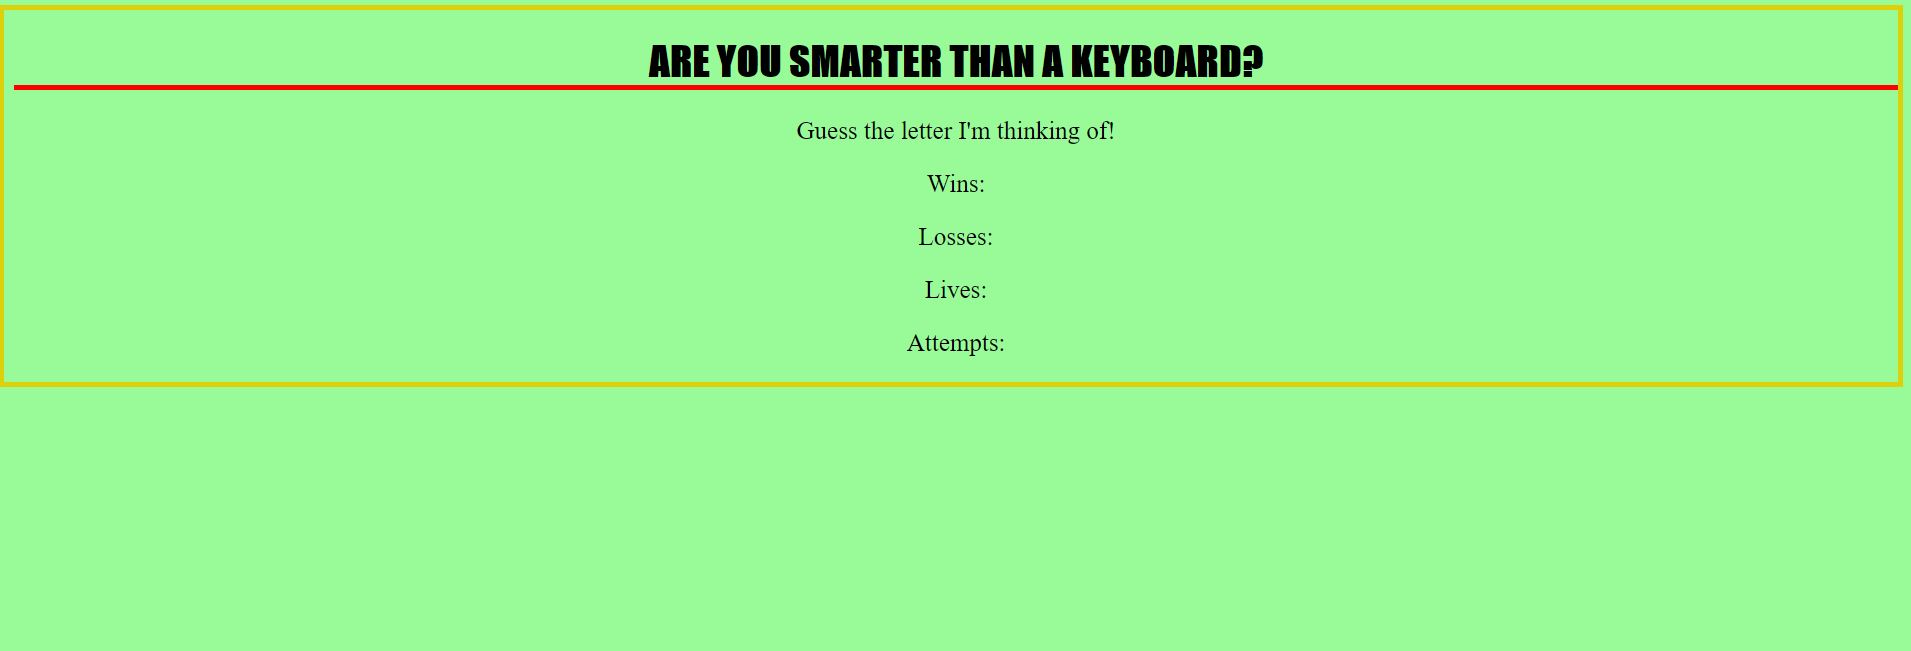 ARE YOU SMARTER THAN A KEYBOARD?
Guess the letter I'm thinking of!
Wins:
Losses:
Lives:
Attempts: